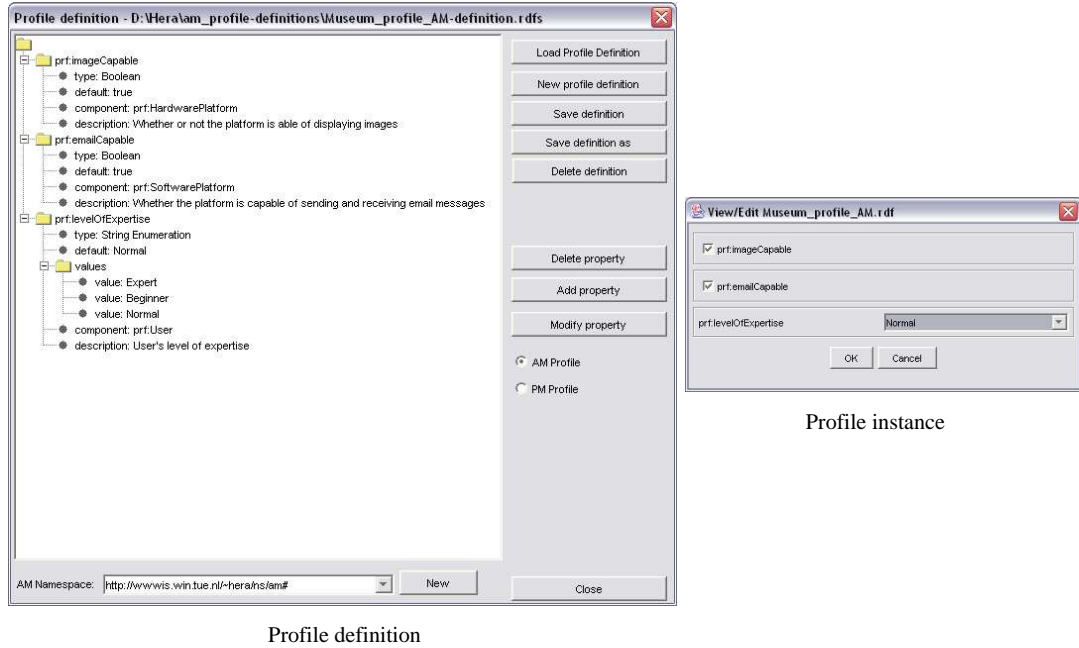 Profile definition - D:\Hera\am_profile-definitions\Museum_profile_AM-definition.rdfs
prf:imageCapable
type: Boolean
default: true
component: prf:HardwarePlatform
description: Whether or not the platform is able of displaying images
prf:emailCapable
type: Boolean
default: true
component: prf:SoftwarePlatform
description: Whether the platform is capable of sending and receiving email messages
prf:levelOfExpertise
type: String Enumeration
default: Normal
values
value: Expert
value: Beginner
value: Normal
component: prf:User
description: User's level of expertise
Load Profile Definition
New profile definition
Save definition
Save definition as
Delete definition
Delete property
Add property
Modify property
AM Profile
PM Profile
AM Namespace: http://wwwis.win.tue.nl/~hera/ns/am# New
Close
Profile definition
View/Edit Museum_profile_AM.rdf
prf:imageCapable
prf:emailCapable
prf:levelOfExpertise Normal
OK Cancel
Profile instance